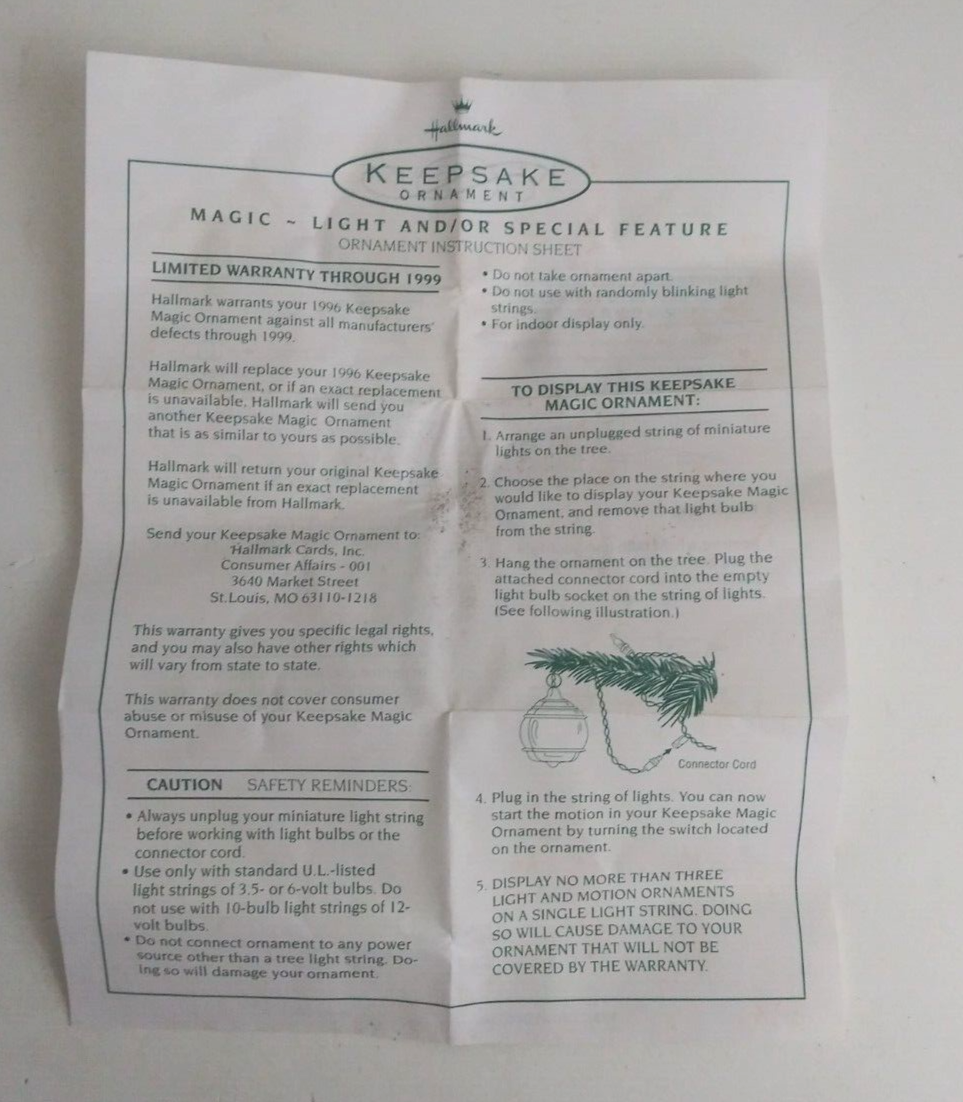 Hallmark
KEEPSAKE
ORNAMENT
MAGIC ~ LIGHT AND/OR SPECIAL FEATURE
ORNAMENT INSTRUCTION SHEET
LIMITED WARRANTY THROUGH 1999
Hallmark warrants your 1996 Keepsake
Magic Ornament against all manufacturers'
defects through 1999.
Hallmark will replace your 1996 Keepsake
Magic Ornament, or if an exact replacement
is unavailable. Hallmark will send you
another Keepsake Magic Ornament
that is as similar to yours as possible.
Hallmark will return your original Keepsake
Magic Ornament if an exact replacement
is unavailable from Hallmark.
Send your Keepsake Magic Ornament to:
Hallmark Cards, Inc.
Consumer Affairs - 001
3640 Market Street
St.Louis, MO 63110-1218
This warranty gives you specific legal rights,
and you may also have other rights which
will vary from state to state.
This warranty does not cover consumer
abuse or misuse of your Keepsake Magic
Ornament.
CAUTION SAFETY REMINDERS:
• Always unplug your miniature light string
before working with light bulbs or the
connector cord.
• Use only with standard U.L.-listed
light strings of 3.5- or 6-volt bulbs. Do
not use with 10-bulb light strings of 12-
volt bulbs.
• Do not connect ornament to any power
source other than a tree light string. Do-
ing so will damage your ornament.
• Do not take ornament apart.
• Do not use with randomly blinking light
strings.
• For indoor display only.
TO DISPLAY THIS KEEPSAKE
MAGIC ORNAMENT:
1. Arrange an unplugged string of miniature
lights on the tree.
2. Choose the place on the string where you
would like to display your Keepsake Magic
Ornament, and remove that light bulb
from the string.
3. Hang the ornament on the tree. Plug the
attached connector cord into the empty
light bulb socket on the string of lights.
(See following illustration.)
Connector Cord
4. Plug in the string of lights. You can now
start the motion in your Keepsake Magic
Ornament by turning the switch located
on the ornament.
5. DISPLAY NO MORE THAN THREE
LIGHT AND MOTION ORNAMENTS
ON A SINGLE LIGHT STRING. DOING
SO WILL CAUSE DAMAGE TO YOUR
ORNAMENT THAT WILL NOT BE
COVERED BY THE WARRANTY.